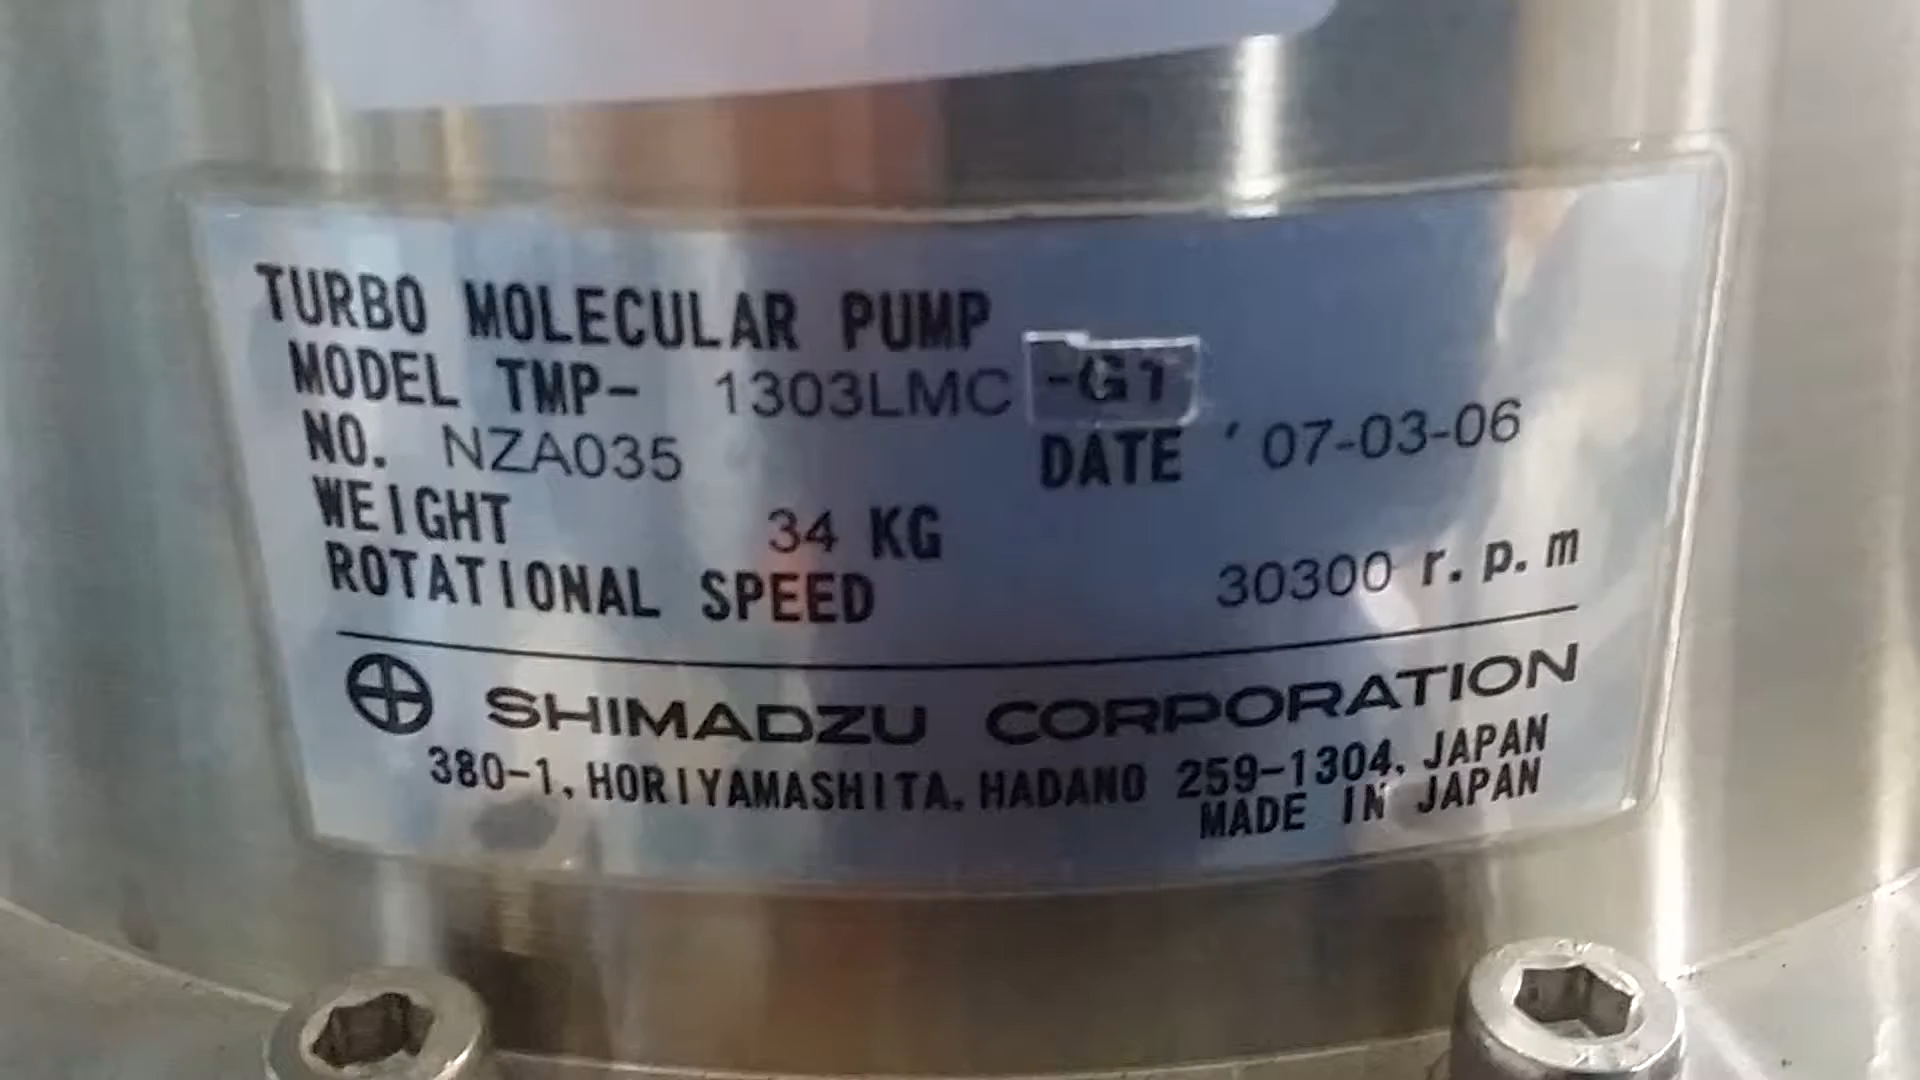 TURBO MOLECULAR PUMP
MODEL TMP- 1303LMC -G1
NO. NZA035 DATE '07-03-06
WEIGHT 34 KG
ROTATIONAL SPEED 30300 r.p.m
SHIMADZU CORPORATION
380-1, HORIYAMASHITA, HADANO 259-1304, JAPAN
MADE IN JAPAN